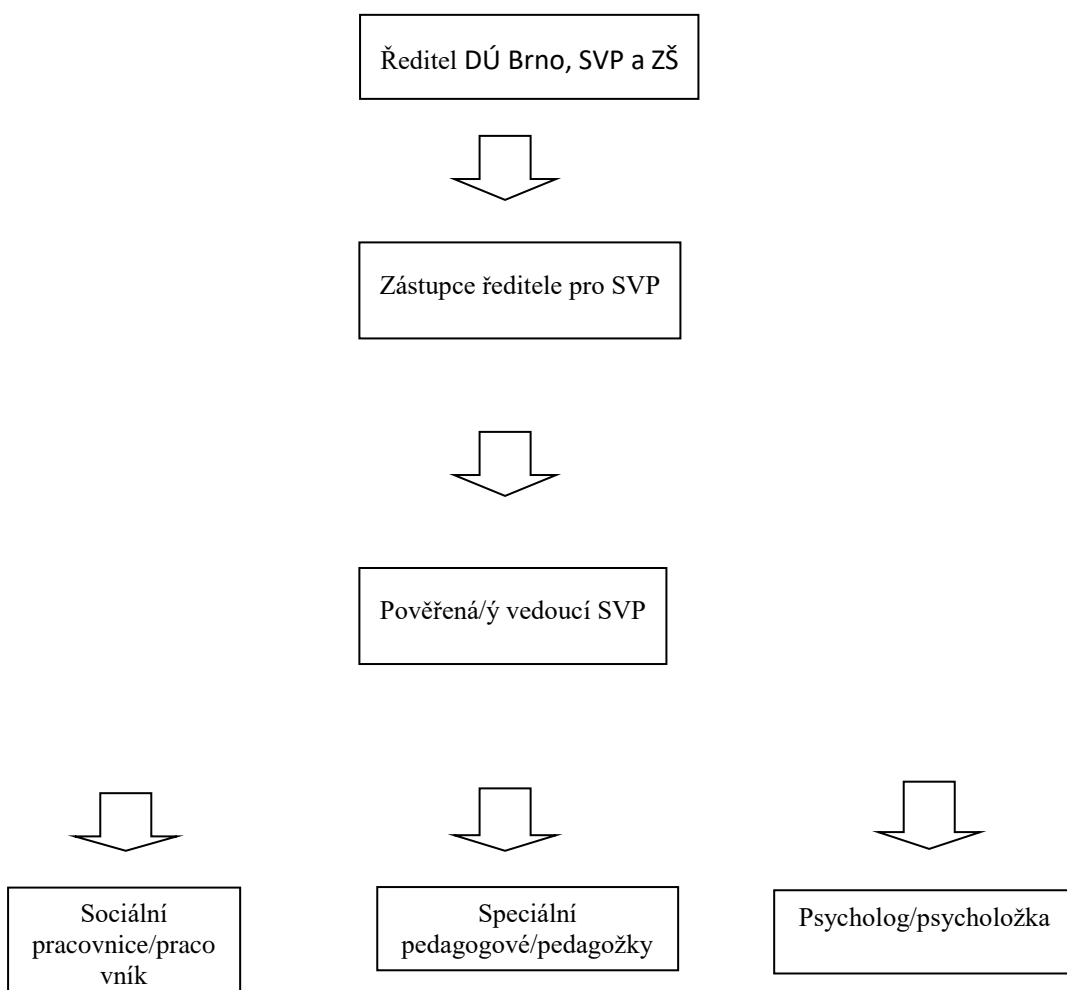 Ředitel DÚ Brno, SVP a ZŠ
Zástupce ředitele pro SVP
Pověřená/ý vedoucí SVP
Sociální
pracovnice/praco
vník
Speciální
pedagogové/pedagožky
Psycholog/psycholožka